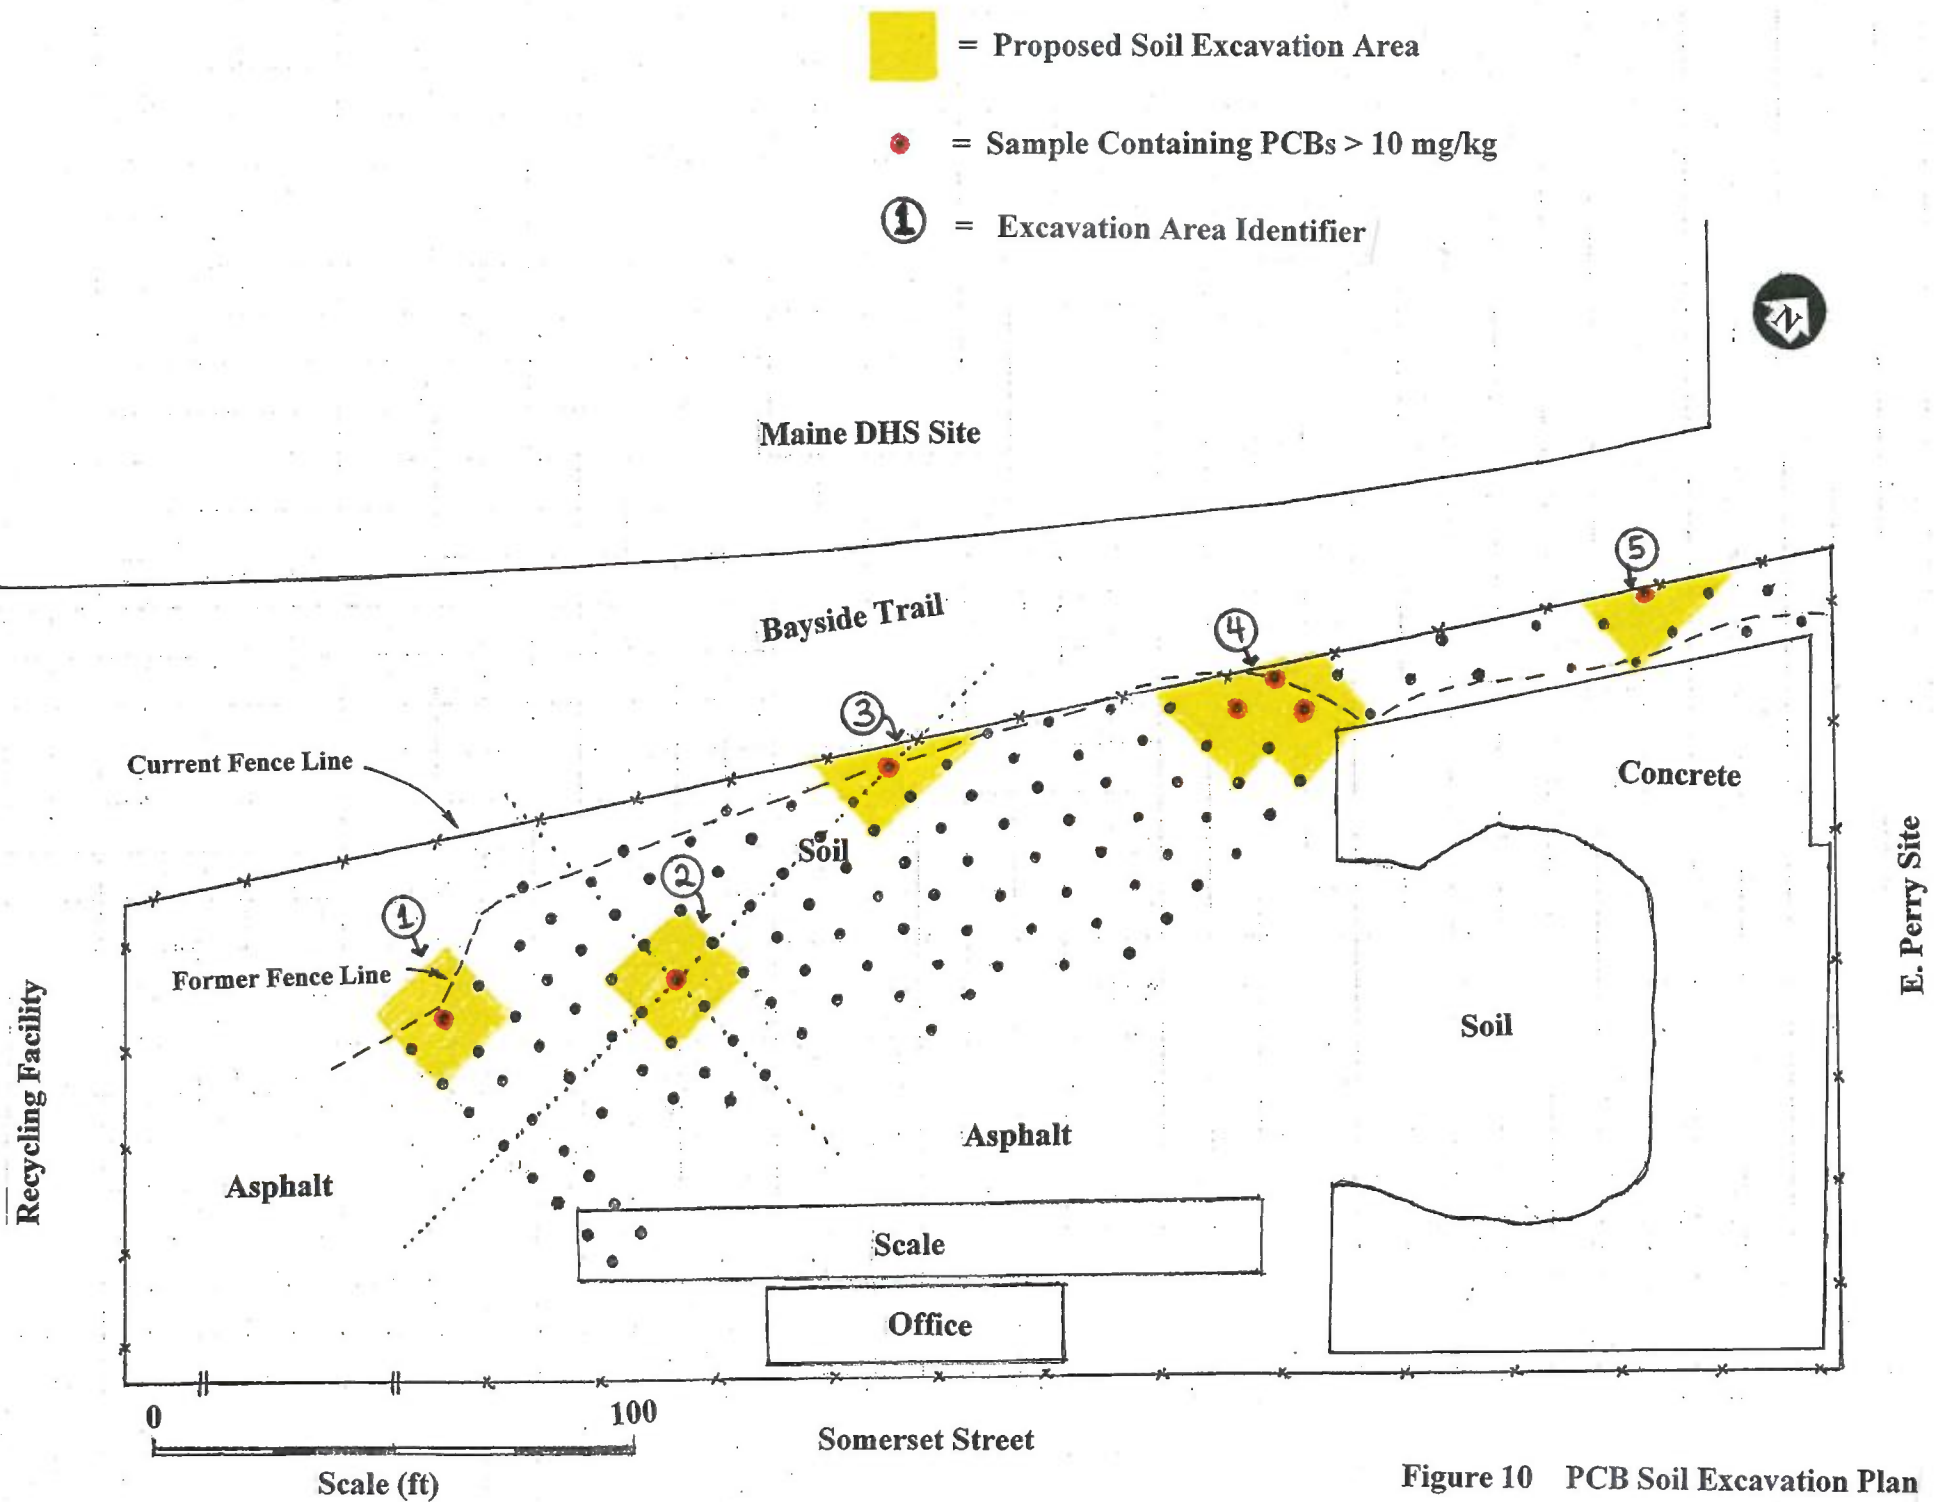 = Proposed Soil Excavation Area
= Sample Containing PCBs > 10 mg/kg
1 = Excavation Area Identifier
N
Maine DHS Site
Bayside Trail
5
4
3
Current Fence Line
Concrete
Soil
2
1
Former Fence Line
E. Perry Site
Recycling Facility
Soil
Asphalt
Asphalt
Scale
Office
0 100
Scale (ft)
Somerset Street
Figure 10 PCB Soil Excavation Plan